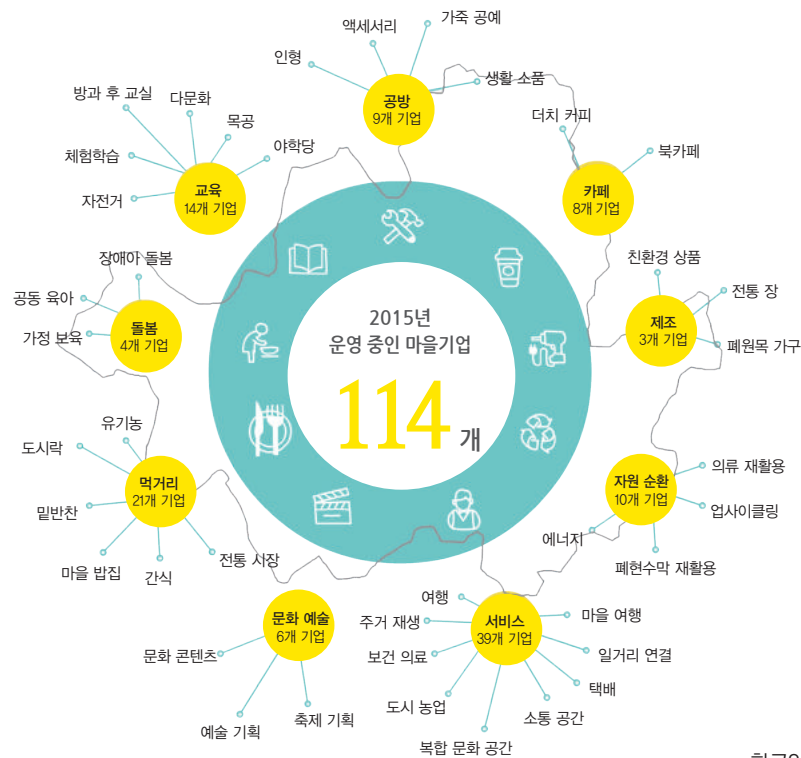 액세서리
가죽 공예
인형
생활 소품
공방
9개 기업
방과 후 교실
다문화
목공
야학당
체험학습
자전거
교육
14개 기업
더치 커피
북카페
카페
8개 기업
장애아 돌봄
공동 육아
가정 보육
돌봄
4개 기업
2015년
운영 중인 마을기업
114 개
친환경 상품
전통 장
폐원목 가구
제조
3개 기업
유기농
도시락
밑반찬
마을 밥집
간식
전통 시장
먹거리
21개 기업
의류 재활용
업사이클링
에너지
폐현수막 재활용
자원 순환
10개 기업
문화 예술
6개 기업
문화 콘텐츠
예술 기획
축제 기획
여행
주거 재생
보건 의료
도시 농업
복합 문화 공간
소통 공간
택배
일거리 연결
마을 여행
서비스
39개 기업